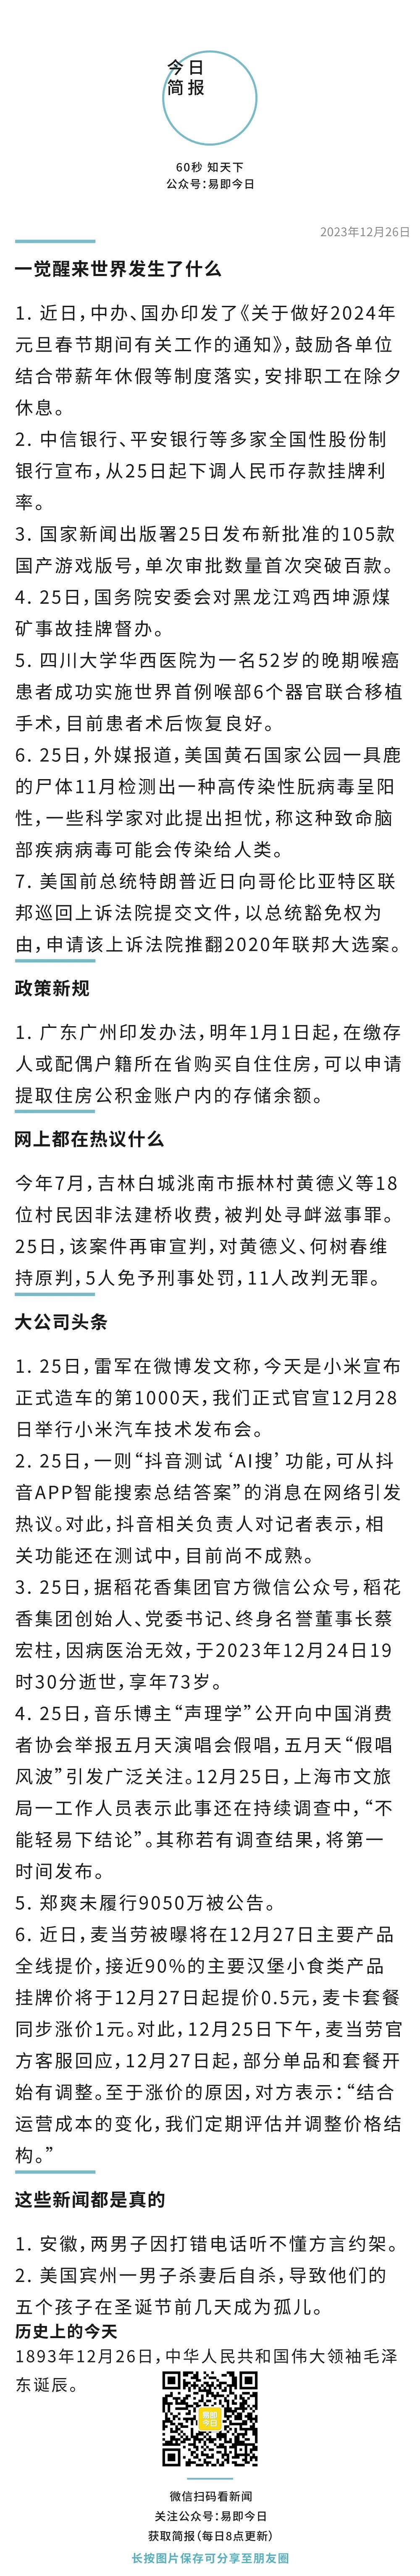 今日
简报
60秒 知天下
公众号：易即今日
2023年12月26日
一觉醒来世界发生了什么
1. 近日，中办、国办印发了《关于做好2024年
元旦春节期间有关工作的通知》，鼓励各单位
结合带薪年休假等制度落实，安排职工在除夕
休息。
2. 中信银行、平安银行等多家全国性股份制
银行宣布，从25日起下调人民币存款挂牌利
率。
3. 国家新闻出版署25日发布新批准的105款
国产游戏版号，单次审批数量首次突破百款。
4. 25日，国务院安委会对黑龙江鸡西坤源煤
矿事故挂牌督办。
5. 四川大学华西医院为一名52岁的晚期喉癌
患者成功实施世界首例喉部6个器官联合移植
手术，目前患者术后恢复良好。
6. 25日，外媒报道，美国黄石国家公园一具鹿
的尸体11月检测出一种高传染性朊病毒呈阳
性，一些科学家对此提出担忧，称这种致命脑
部疾病病毒可能会传染给人类。
7. 美国前总统特朗普近日向哥伦比亚特区联
邦巡回上诉法院提交文件，以总统豁免权为
由，申请该上诉法院推翻2020年联邦大选案。
政策新规
1. 广东广州印发办法，明年1月1日起，在缴存
人或配偶户籍所在省购买自住住房，可以申请
提取住房公积金账户内的存储余额。
网上都在热议什么
今年7月，吉林白城洮南市振林村黄德义等18
位村民因非法建桥收费，被判处寻衅滋事罪。
25日，该案件再审宣判，对黄德义、何树春维
持原判，5人免予刑事处罚，11人改判无罪。
大公司头条
1. 25日，雷军在微博发文称，今天是小米宣布
正式造车的第1000天，我们正式官宣12月28
日举行小米汽车技术发布会。
2. 25日，一则“抖音测试‘AI搜’功能，可从抖
音APP智能搜索总结答案”的消息在网络引发
热议。对此，抖音相关负责人对记者表示，相
关功能还在测试中，目前尚不成熟。
3. 25日，据稻花香集团官方微信公众号，稻花
香集团创始人、党委书记、终身名誉董事长蔡
宏柱，因病医治无效，于2023年12月24日19
时30分逝世，享年73岁。
4. 25日，音乐博主“声理学”公开向中国消费
者协会举报五月天演唱会假唱，五月天“假唱
风波”引发广泛关注。12月25日，上海市文旅
局一工作人员表示此事还在持续调查中，“不
能轻易下结论”。其称若有调查结果，将第一
时间发布。
5. 郑爽未履行9050万被公告。
6. 近日，麦当劳被曝将在12月27日主要产品
全线提价，接近90%的主要汉堡小食类产品
挂牌价将于12月27日起提价0.5元，麦卡套餐
同步涨价1元。对此，12月25日下午，麦当劳官
方客服回应，12月27日起，部分单品和套餐开
始有调整。至于涨价的原因，对方表示：“结合
运营成本的变化，我们定期评估并调整价格结
构。”
这些新闻都是真的
1. 安徽，两男子因打错电话听不懂方言约架。
2. 美国宾州一男子杀妻后自杀，导致他们的
五个孩子在圣诞节前几天成为孤儿。
历史上的今天
1893年12月26日，中华人民共和国伟大领袖毛泽
东诞辰。
易即
今日
微信扫码看新闻
关注公众号：易即今日
获取简报（每日8点更新）
长按图片保存可分享至朋友圈